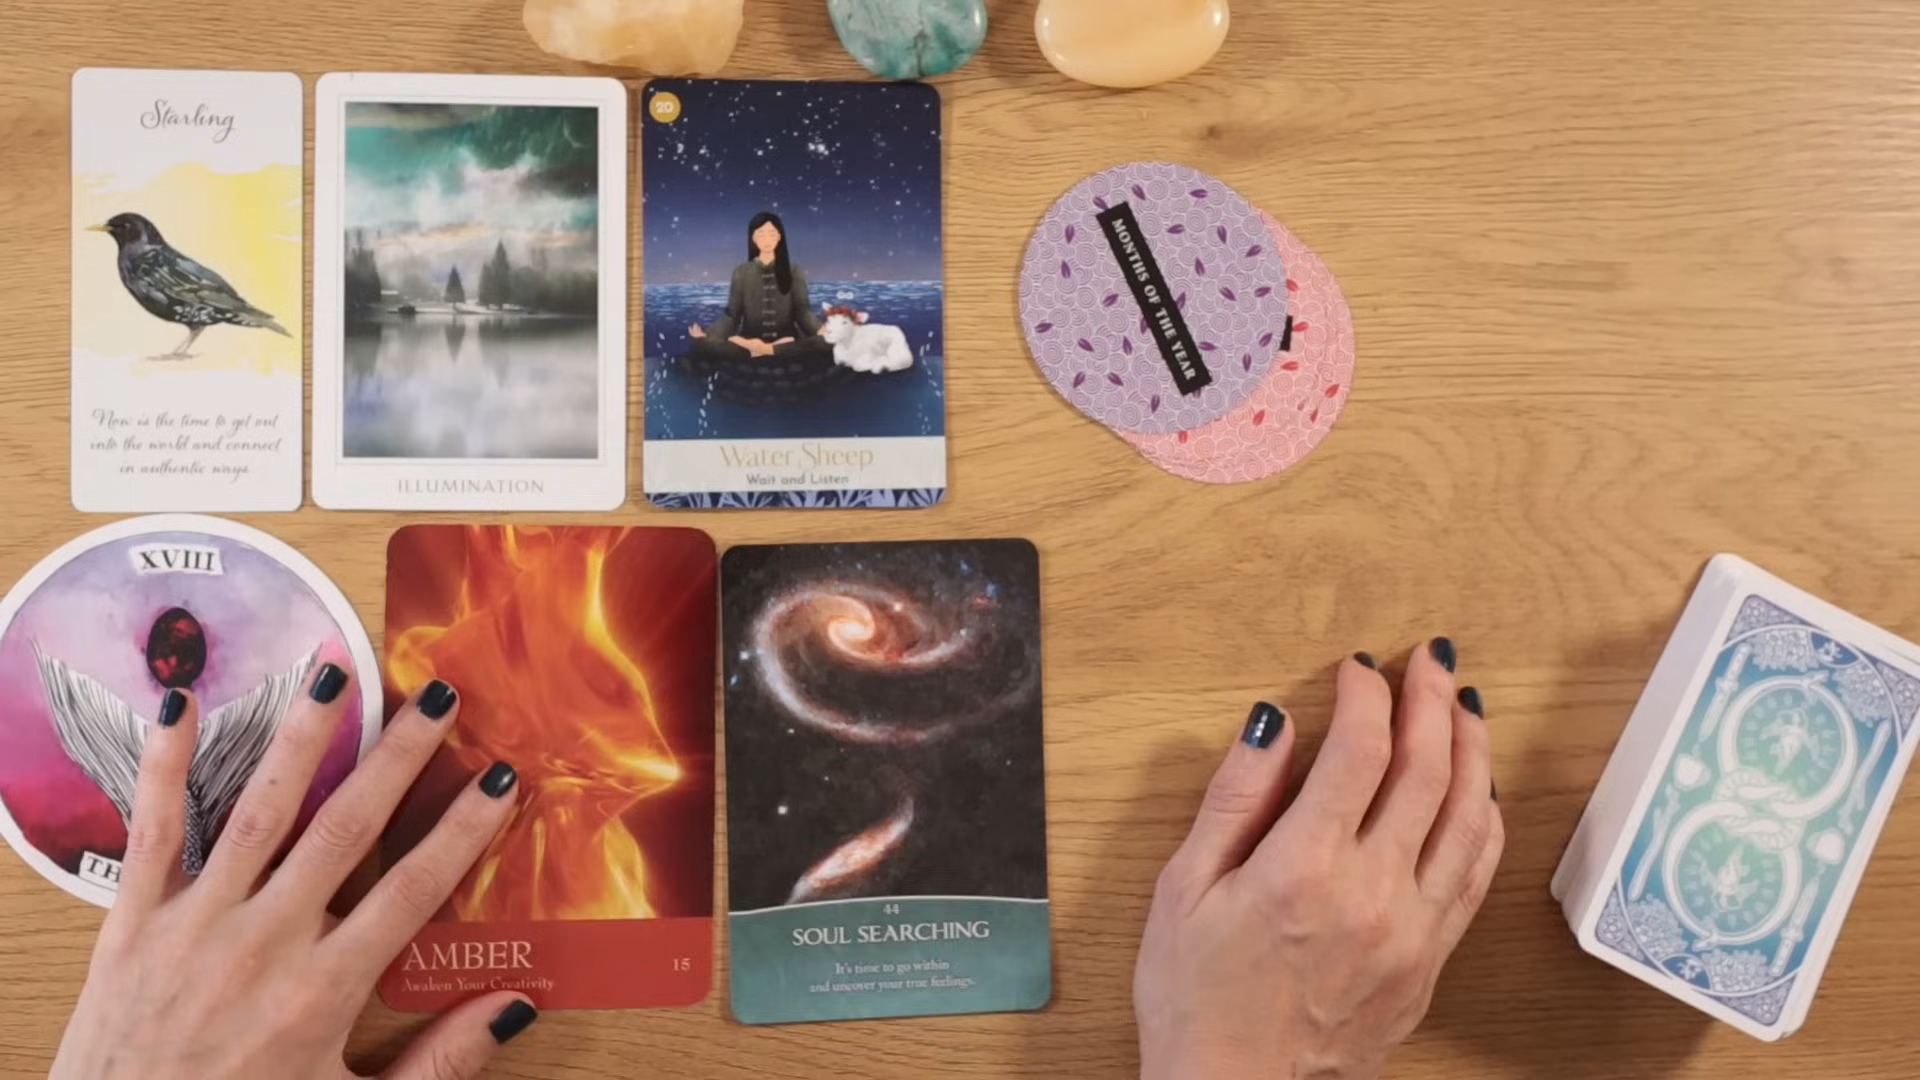 Starling
Now is the time to get out
into the world and connect
in authentic ways.
ILLUMINATION
20
Water Sheep
Wait and Listen
MONTHS OF THE YEAR
XVIII
TH
AMBER
15
Awaken Your Creativity
44
SOUL SEARCHING
It's time to go within
and uncover your true feelings.